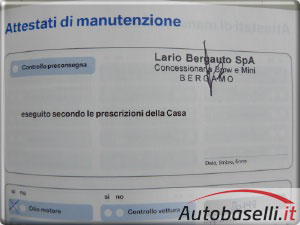 Attestati di manutenzione
Controllo preconsegna
Lario Bergauto SpA
Concessionaria Bmw e Mini
BERGAMO
eseguito secondo le prescrizioni della Casa
Data, timbro, firma
si no
si no
Olio motore
Controllo vettura
Autobaselli.it